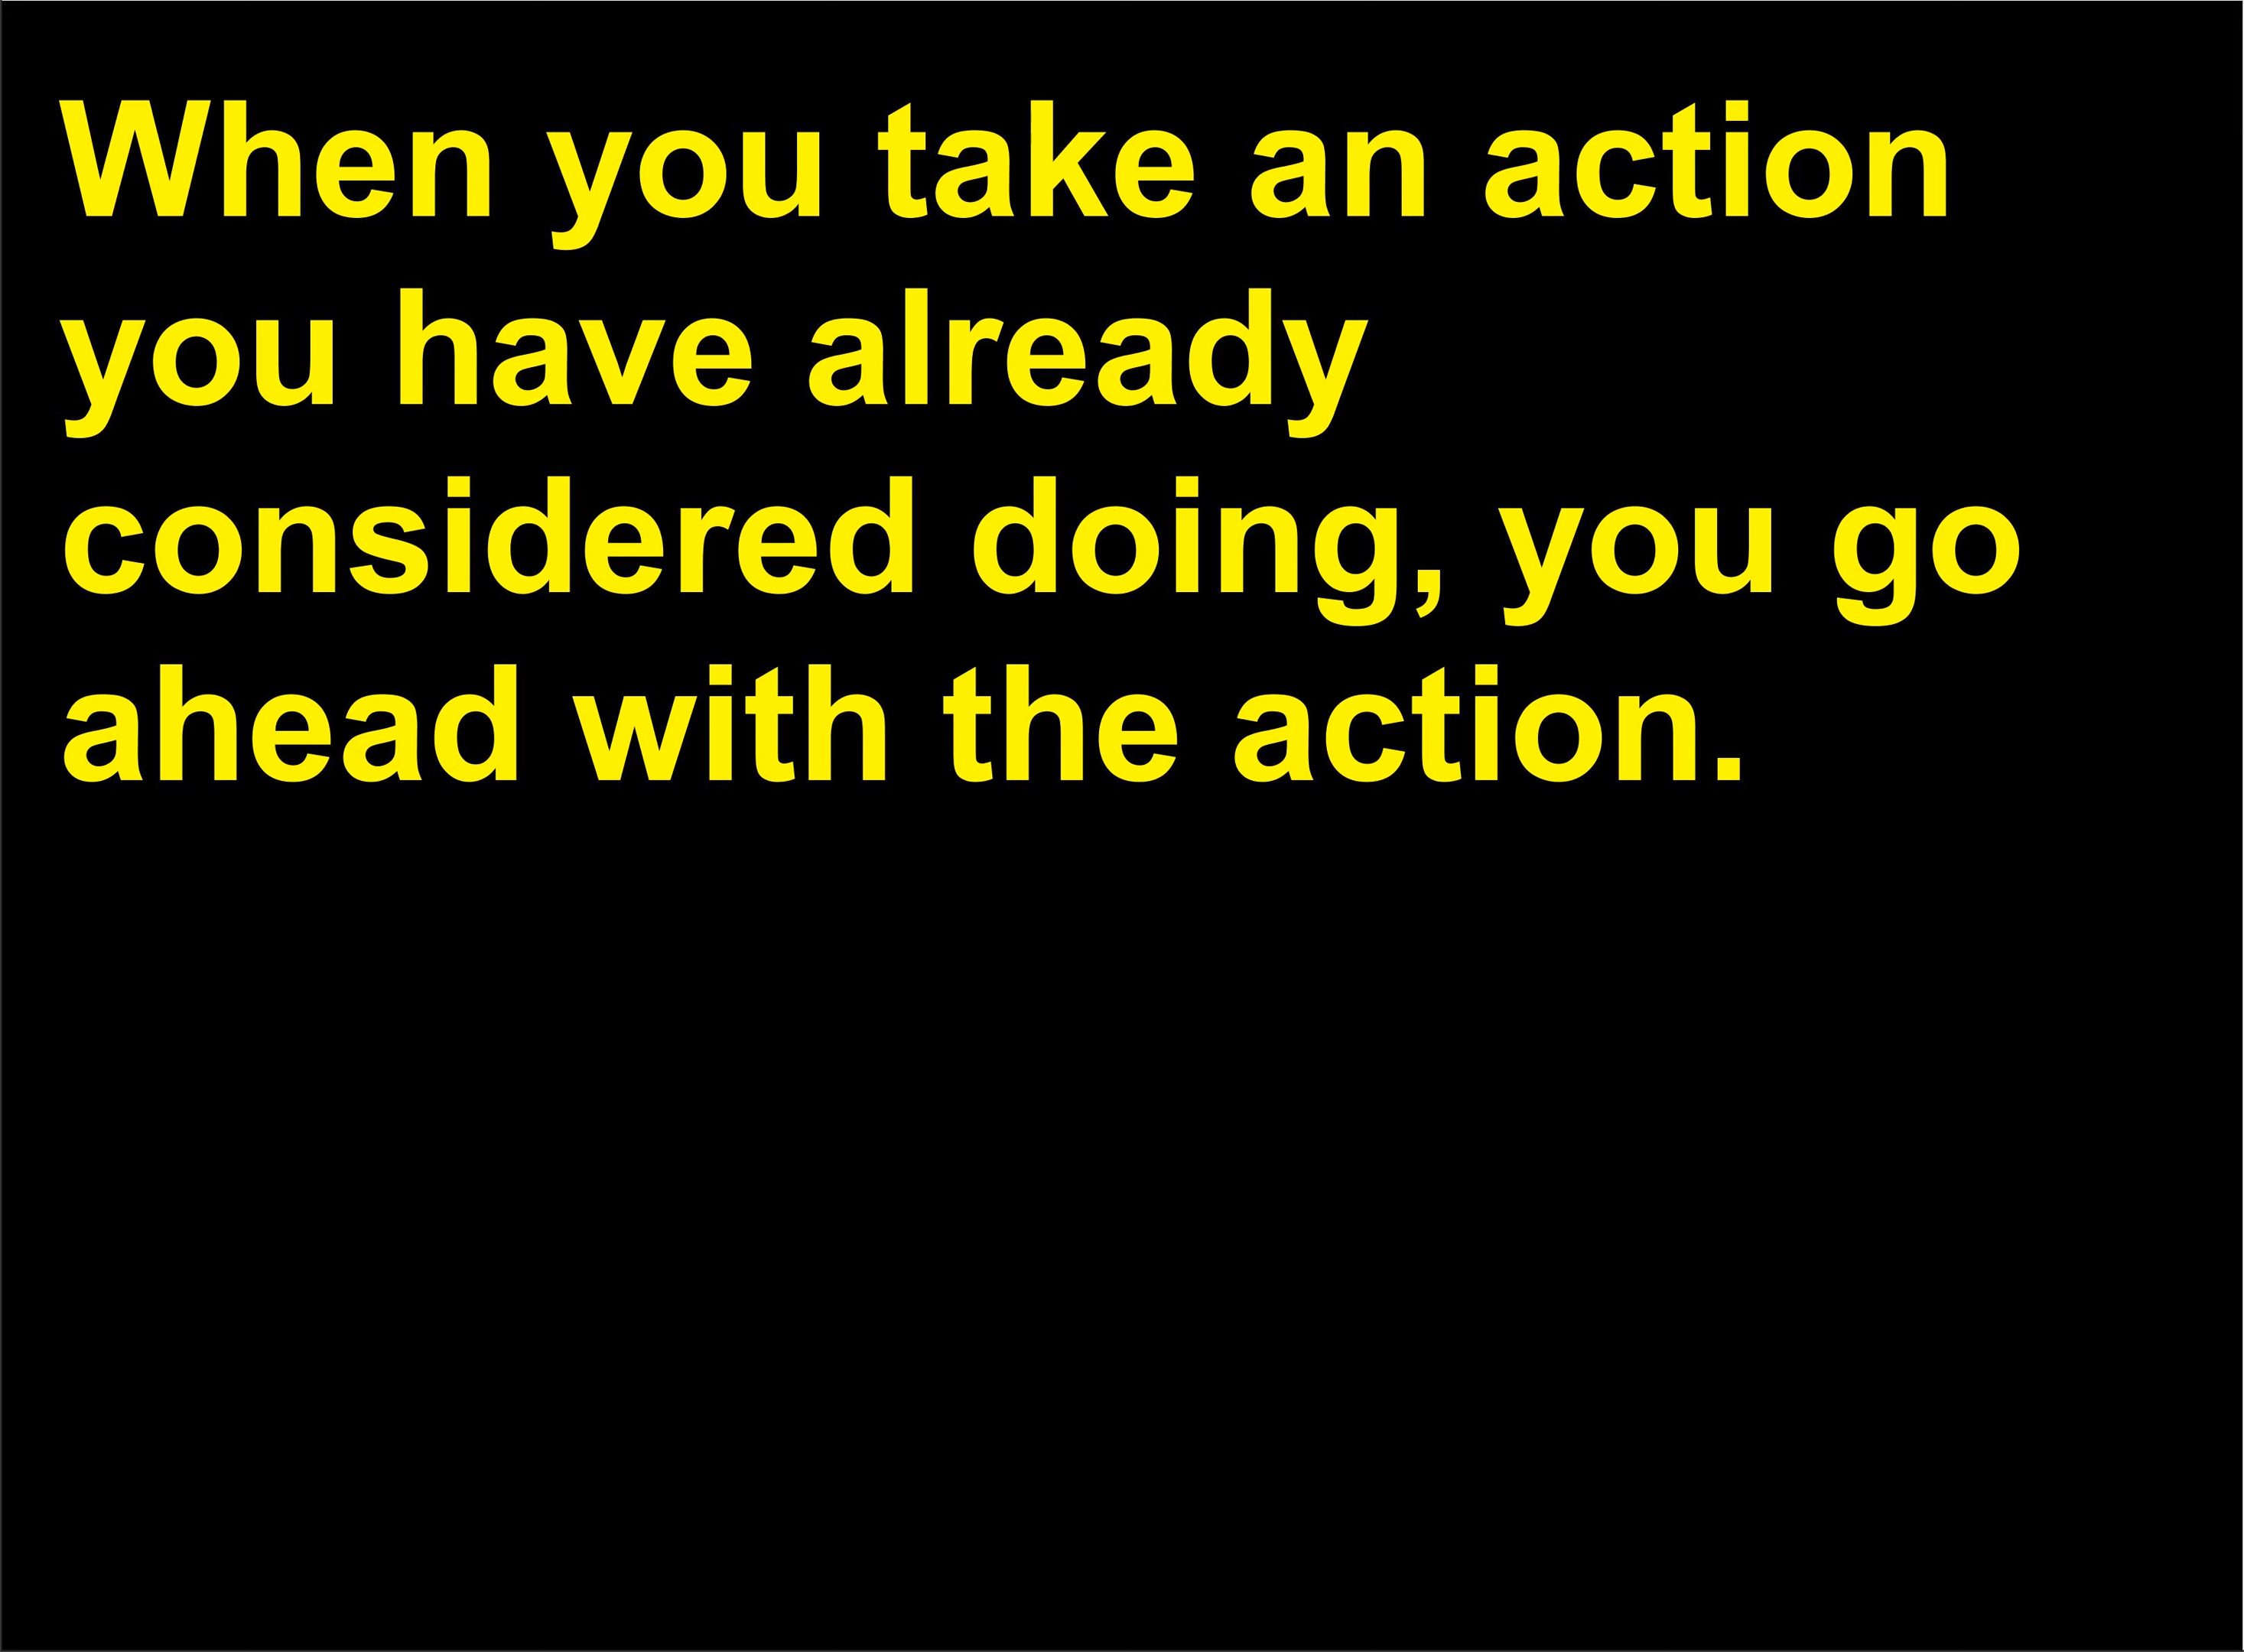 When you take an action
you have already
considered doing, you go
ahead with the action.